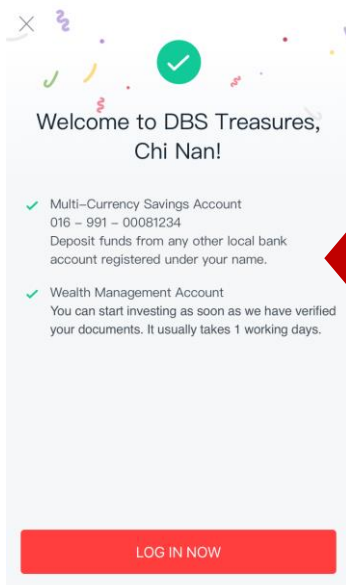 Welcome to DBS Treasures,
Chi Nan!
Multi-Currency Savings Account
016 - 991 - 00081234
Deposit funds from any other local bank
account registered under your name.
Wealth Management Account
You can start investing as soon as we have verified
your documents. It usually takes 1 working days.
LOG IN NOW